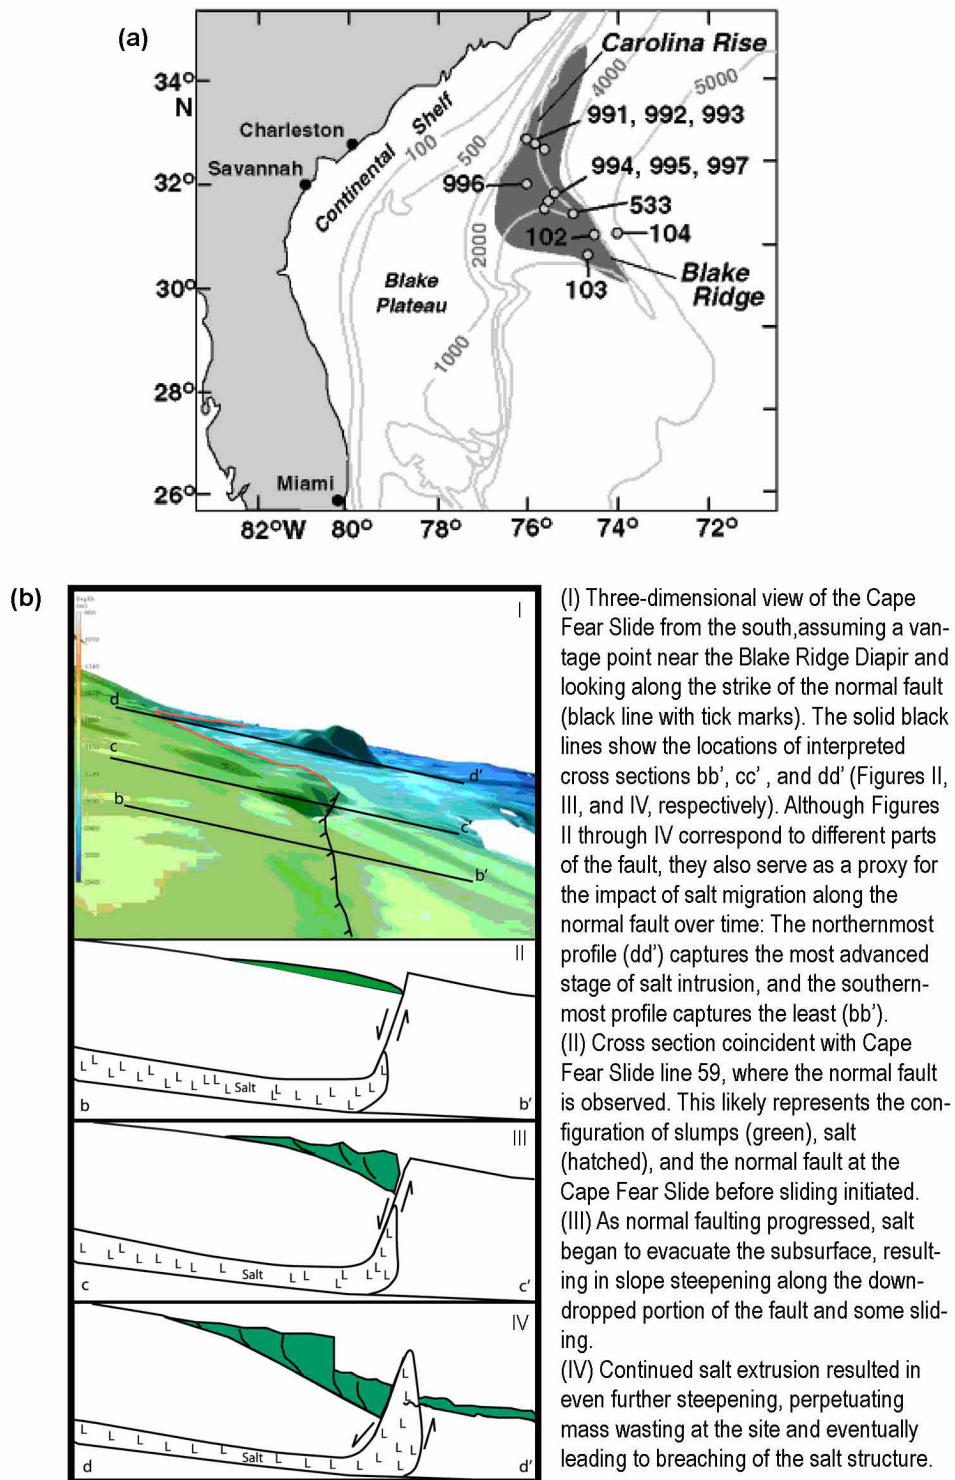 (a)
Carolina Rise
34°
N
4000
5000
991, 992, 993
Charleston
Continental Shelf
100
500
Savannah
994, 995, 997
32°
996
533
2000
102
104
Blake Plateau
Blake Ridge
30°
103
1000
28°
Miami
26°
82°W 80° 78° 76° 74° 72°
(b)
Depth
(m)
I
d
c
b
d'
c'
b'
II
Salt
b b'
III
Salt
c c'
IV
Salt
d d'
(I) Three-dimensional view of the Cape
Fear Slide from the south,assuming a van-
tage point near the Blake Ridge Diapir and
looking along the strike of the normal fault
(black line with tick marks). The solid black
lines show the locations of interpreted
cross sections bb', cc' , and dd' (Figures II,
III, and IV, respectively). Although Figures
II through IV correspond to different parts
of the fault, they also serve as a proxy for
the impact of salt migration along the
normal fault over time: The northernmost
profile (dd') captures the most advanced
stage of salt intrusion, and the southern-
most profile captures the least (bb').
(II) Cross section coincident with Cape
Fear Slide line 59, where the normal fault
is observed. This likely represents the con-
figuration of slumps (green), salt
(hatched), and the normal fault at the
Cape Fear Slide before sliding initiated.
(III) As normal faulting progressed, salt
began to evacuate the subsurface, result-
ing in slope steepening along the down-
dropped portion of the fault and some slid-
ing.
(IV) Continued salt extrusion resulted in
even further steepening, perpetuating
mass wasting at the site and eventually
leading to breaching of the salt structure.